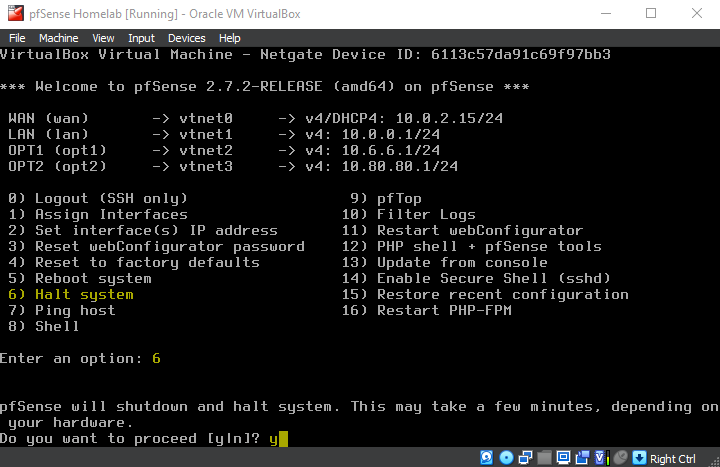 pfSense Homelab [Running] - Oracle VM VirtualBox
File Machine View Input Devices Help
VirtualBox Virtual Machine - Netgate Device ID: 6113c57da91c69f97bb3
*** Welcome to pfSense 2.7.2-RELEASE (amd64) on pfSense ***
WAN (wan) -> vtnet0 -> v4/DHCP4: 10.0.2.15/24
LAN (lan) -> vtnet1 -> v4: 10.0.0.1/24
OPT1 (opt1) -> vtnet2 -> v4: 10.6.6.1/24
OPT2 (opt2) -> vtnet3 -> v4: 10.80.80.1/24
0) Logout (SSH only) 9) pfTop
1) Assign Interfaces 10) Filter Logs
2) Set interface(s) IP address 11) Restart webConfigurator
3) Reset webConfigurator password 12) PHP shell + pfSense tools
4) Reset to factory defaults 13) Update from console
5) Reboot system 14) Enable Secure Shell (sshd)
6) Halt system 15) Restore recent configuration
7) Ping host 16) Restart PHP-FPM
8) Shell
Enter an option: 6
pfSense will shutdown and halt system. This may take a few minutes, depending on
your hardware.
Do you want to proceed [y|n]? y
Right Ctrl